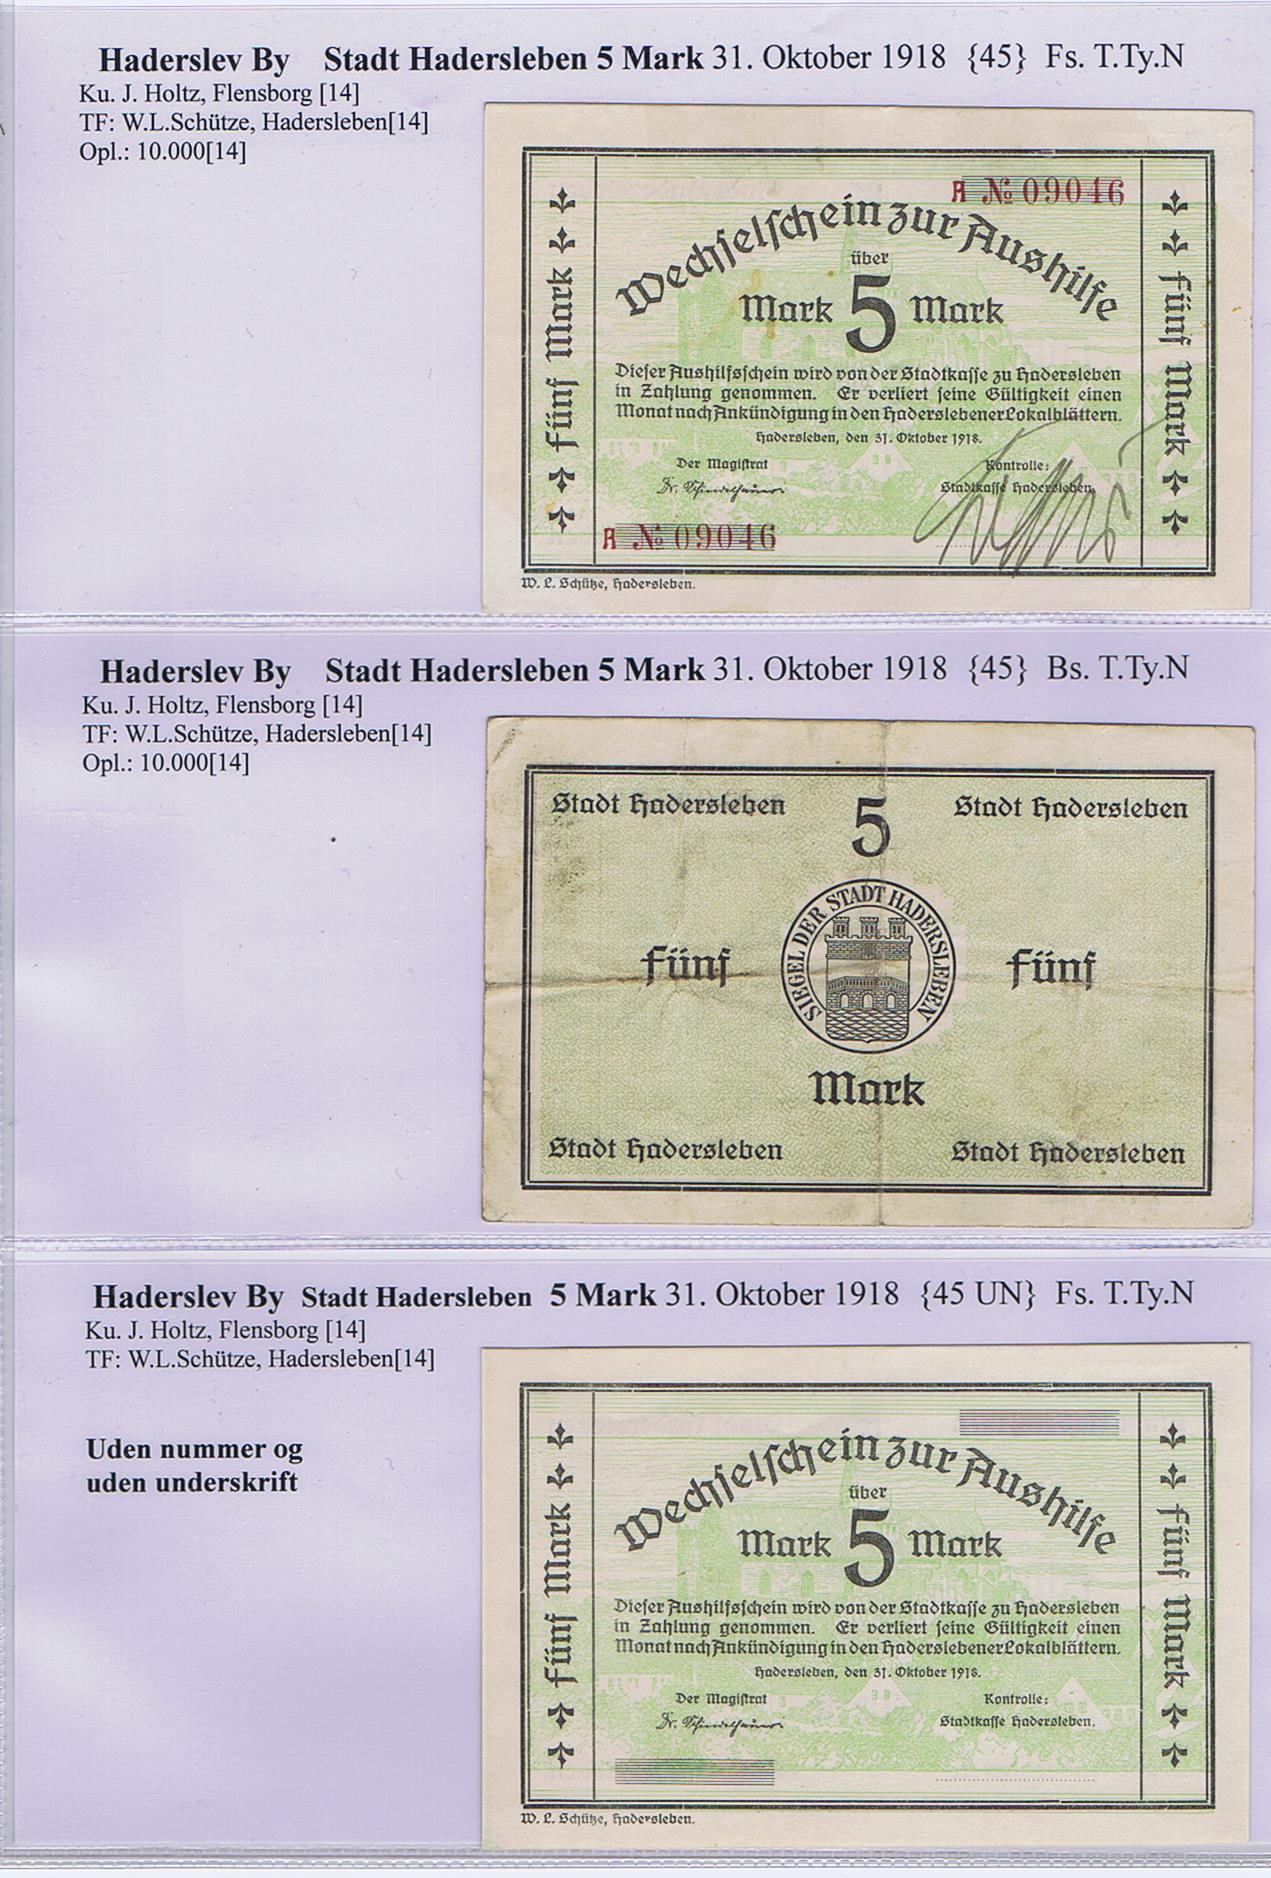 Haderslev By Stadt Hadersleben 5 Mark 31. Oktober 1918 {45} Fs. T.Ty.N
Ku. J. Holtz, Flensborg [14]
TF: W.L.Schütze, Hadersleben[14]
Opl.: 10.000[14]
A № 09046
Wechselschein zur Aushilfe
über
Mark 5 Mark
Fünf Mark
Fünf Mark
Dieser Aushilfsschein wird von der Stadtkasse zu Hadersleben
in Zahlung genommen. Er verliert seine Gültigkeit einen
Monat nach Ankündigung in den Haderslebener Lokalblättern.
Hadersleben, den 31. Oktober 1918.
Der Magistrat Kontrolle:
Dr. Schindelhauer Stadtkasse Hadersleben.
A № 09046
W. L. Schütze, Hadersleben.
Haderslev By Stadt Hadersleben 5 Mark 31. Oktober 1918 {45} Bs. T.Ty.N
Ku. J. Holtz, Flensborg [14]
TF: W.L.Schütze, Hadersleben[14]
Opl.: 10.000[14]
Stadt Hadersleben 5 Stadt Hadersleben
SIEGEL DER STADT HADERSLEBEN
Fünf Fünf
Mark
Stadt Hadersleben Stadt Hadersleben
Haderslev By Stadt Hadersleben 5 Mark 31. Oktober 1918 {45 UN} Fs. T.Ty.N
Ku. J. Holtz, Flensborg [14]
TF: W.L.Schütze, Hadersleben[14]
Uden nummer og
uden underskrift
Wechselschein zur Aushilfe
über
Mark 5 Mark
Fünf Mark
Fünf Mark
Dieser Aushilfsschein wird von der Stadtkasse zu Hadersleben
in Zahlung genommen. Er verliert seine Gültigkeit einen
Monat nach Ankündigung in den Haderslebener Lokalblättern.
Hadersleben, den 31. Oktober 1918.
Der Magistrat Kontrolle:
Dr. Schindelhauer Stadtkasse Hadersleben.
W. L. Schütze, Hadersleben.